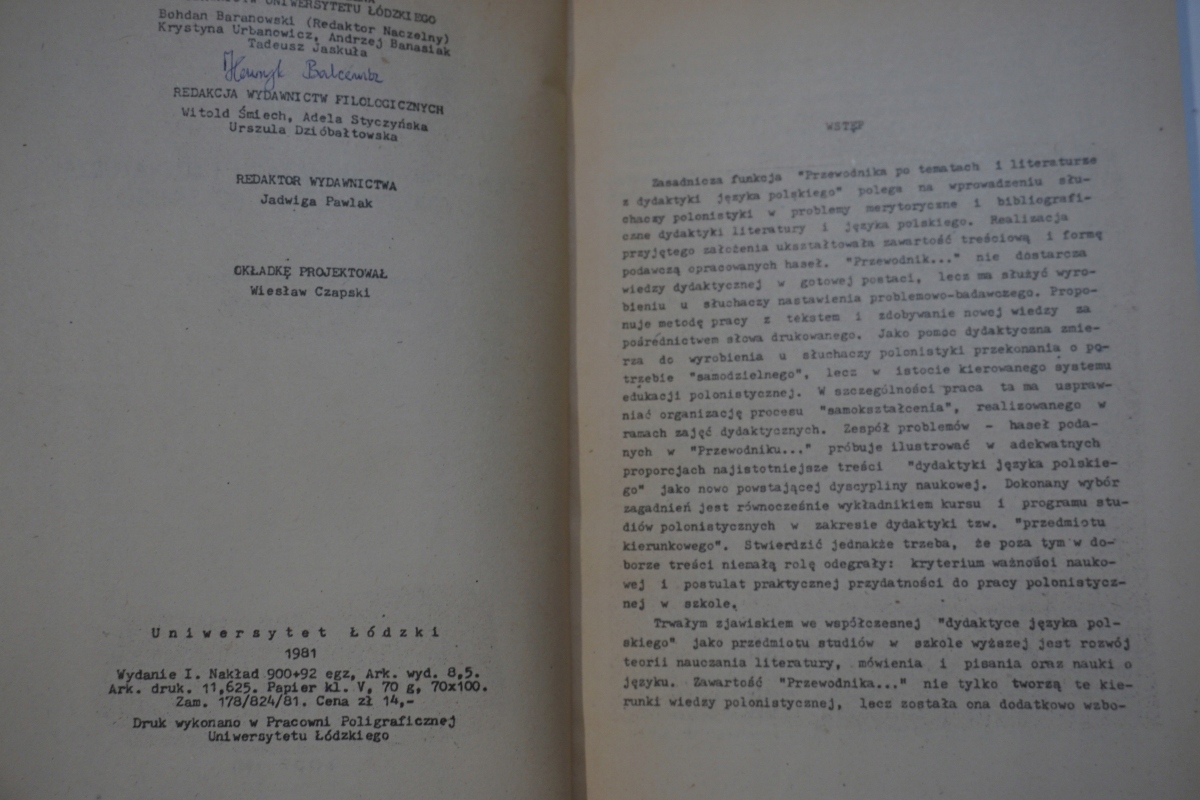 UNIWERSYTETU ŁÓDZKIEGO
Bohdan Baranowski (Redaktor Naczelny)
Krystyna Urbanowicz, Andrzej Banasiak
Tadeusz Jaskuła
Henryk
REDAKCJA WYDAWNICTW FILOLOGICZNYCH
Witold Śmiech, Adela Styczyńska
Urszula Dzióbałtowska
REDAKTOR WYDAWNICTWA
Jadwiga Pawlak
OKŁADKĘ PROJEKTOWAŁ
Wiesław Czapski
Uniwersytet Łódzki
1981
Wydanie I. Nakład 900+92 egz, Ark. wyd. 8,5.
Ark. druk. 11,625. Papier kl. V, 70 g, 70x100.
Zam. 178/824/81. Cena zł 14,-
Druk wykonano w Pracowni Poligraficznej
Uniwersytetu Łódzkiego
WSTĘP
Zasadnicza funkcja "Przewodnika po tematach i literaturze
z dydaktyki języka polskiego" polega na wprowadzeniu słu-
chaczy polonistyki w problemy merytoryczne i bibliografi-
czne dydaktyki literatury i języka polskiego. Realizacja
przyjętego założenia ukształtowała zawartość treściową i formę
podawczą opracowanych haseł. "Przewodnik..." nie dostarcza
wiedzy dydaktycznej w gotowej postaci, lecz ma służyć wyro-
bieniu u słuchaczy nastawienia problemowo-badawczego. Propo-
nuje metodę pracy z tekstem i zdobywanie nowej wiedzy za
pośrednictwem słowa drukowanego. Jako pomoc dydaktyczna zmie-
rza do wyrobienia u słuchaczy polonistyki przekonania o po-
trzebie "samodzielnego", lecz w istocie kierowanego systemu
edukacji polonistycznej. W szczególności praca ta ma uspraw-
niać organizację procesu "samokształcenia", realizowanego w
ramach zajęć dydaktycznych. Zespół problemów - haseł poda-
nych w "Przewodniku..." próbuje ilustrować w adekwatnych
proporcjach najistotniejsze treści "dydaktyki języka polskie-
go" jako nowo powstającej dyscypliny naukowej. Dokonany wybór
zagadnień jest równocześnie wykładnikiem kursu i programu stu-
diów polonistycznych w zakresie dydaktyki tzw. "przedmiotu
kierunkowego". Stwierdzić jednakże trzeba, że poza tym w do-
borze treści niemałą rolę odegrały: kryterium ważności nauko-
wej i postulat praktycznej przydatności do pracy polonistycz-
nej w szkole.
Trwałym zjawiskiem we współczesnej "dydaktyce języka pol-
skiego" jako przedmiotu studiów w szkole wyższej jest rozwój
teorii nauczania literatury, mówienia i pisania oraz nauki o
języku. Zawartość "Przewodnika..." nie tylko tworzą te kie-
runki wiedzy polonistycznej, lecz została ona dodatkowo wzbo-